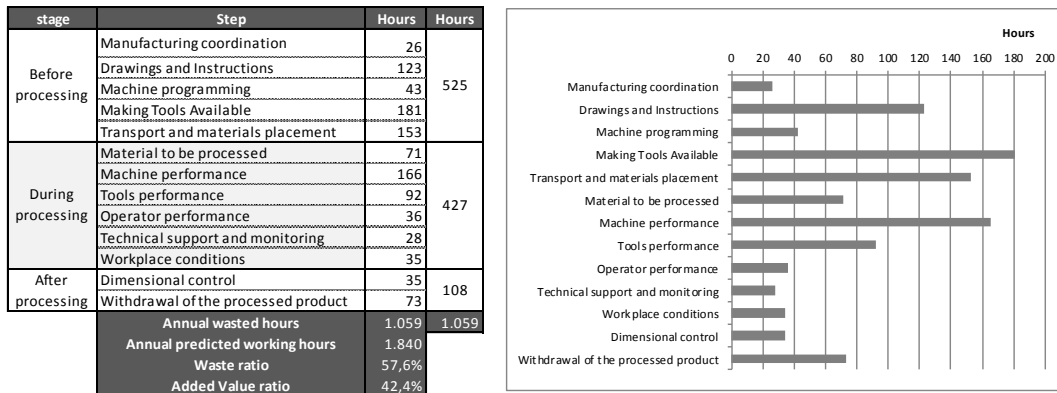 stage Step Hours Hours
Before processing
Manufacturing coordination 26
Drawings and Instructions 123
Machine programming 43
Making Tools Available 181
Transport and materials placement 153
525
During processing
Material to be processed 71
Machine performance 166
Tools performance 92
Operator performance 36
Technical support and monitoring 28
Workplace conditions 35
427
After processing
Dimensional control 35
Withdrawal of the processed product 73
108
Annual wasted hours 1.059 1.059
Annual predicted working hours 1.840
Waste ratio 57,6%
Added Value ratio 42,4%
Hours
0 20 40 60 80 100 120 140 160 180 200
Manufacturing coordination
Drawings and Instructions
Machine programming
Making Tools Available
Transport and materials placement
Material to be processed
Machine performance
Tools performance
Operator performance
Technical support and monitoring
Workplace conditions
Dimensional control
Withdrawal of the processed product